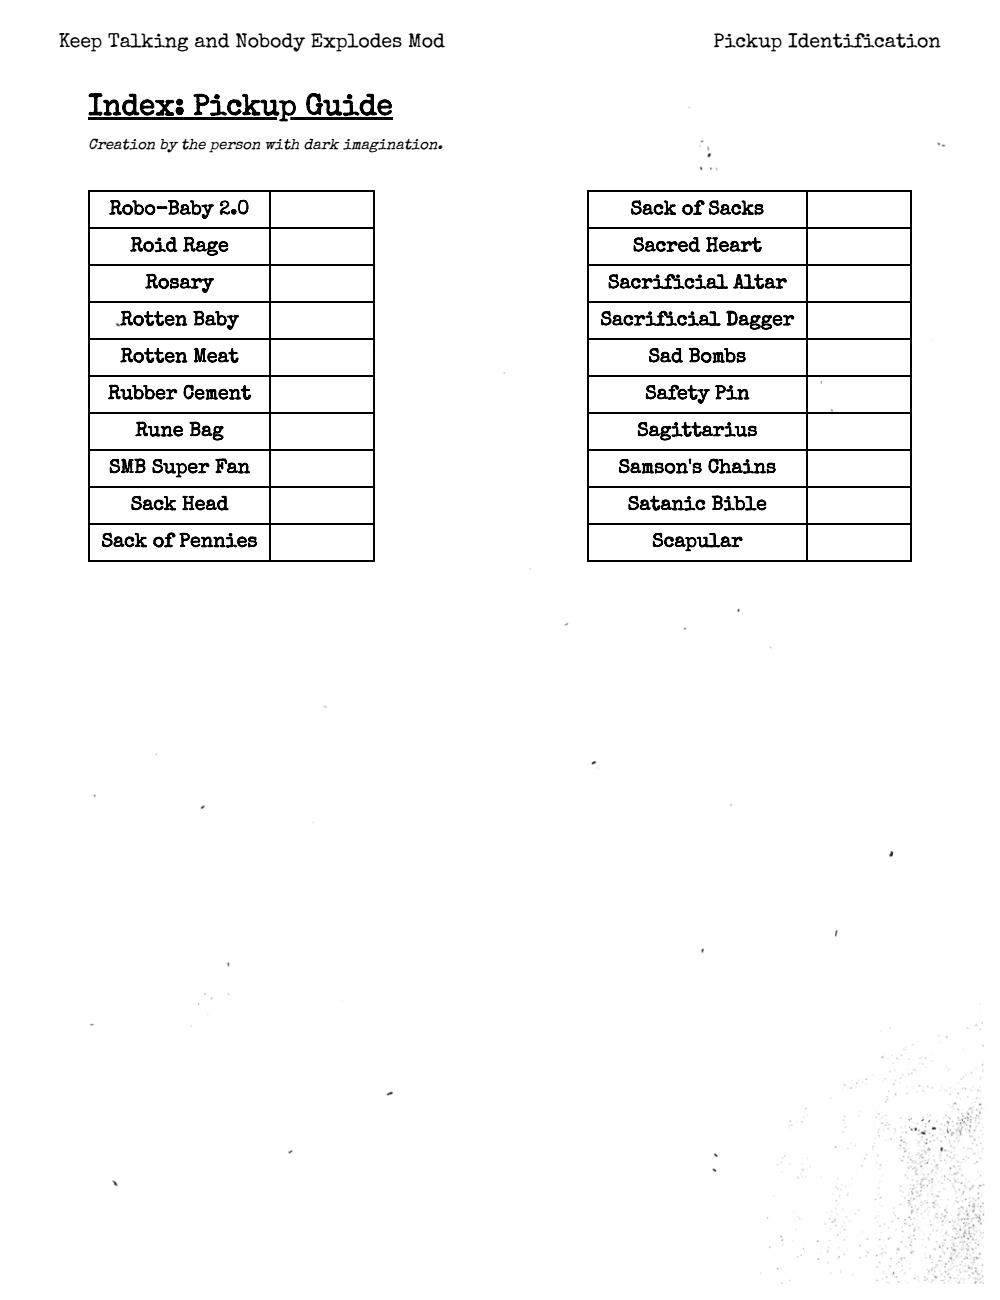 Keep Talking and Nobody Explodes Mod
Pickup Identification
Index: Pickup Guide
Creation by the person with dark imagination.
Robo-Baby 2.0
Roid Rage
Rosary
Rotten Baby
Rotten Meat
Rubber Cement
Rune Bag
SMB Super Fan
Sack Head
Sack of Pennies
Sack of Sacks
Sacred Heart
Sacrificial Altar
Sacrificial Dagger
Sad Bombs
Safety Pin
Sagittarius
Samson's Chains
Satanic Bible
Scapular